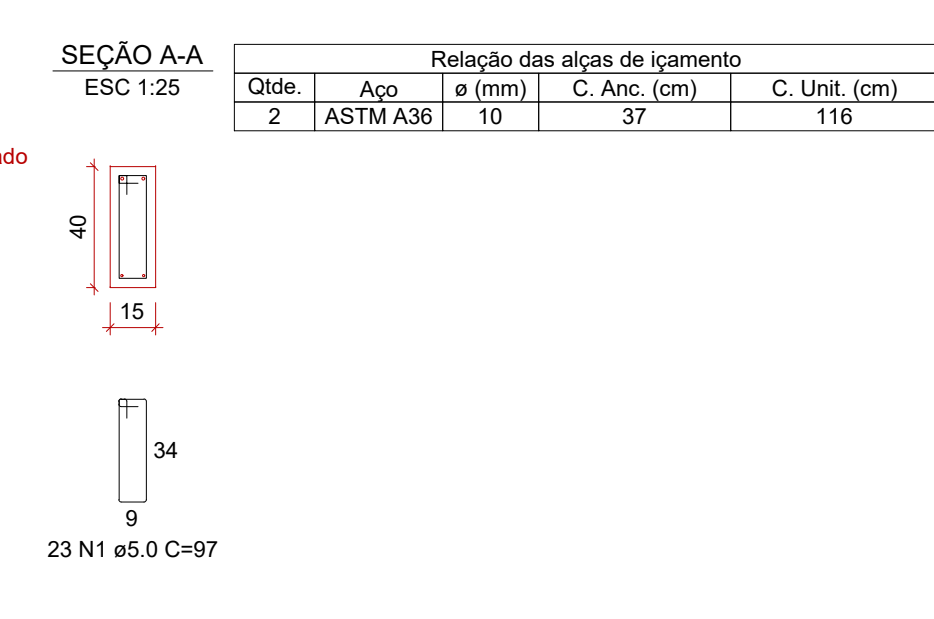 SEÇÃO A-A
ESC 1:25
Relação das alças de içamento
Qtde. Aço ø (mm) C. Anc. (cm) C. Unit. (cm)
2 ASTM A36 10 37 116
40
15
34
9
23 N1 ø5.0 C=97